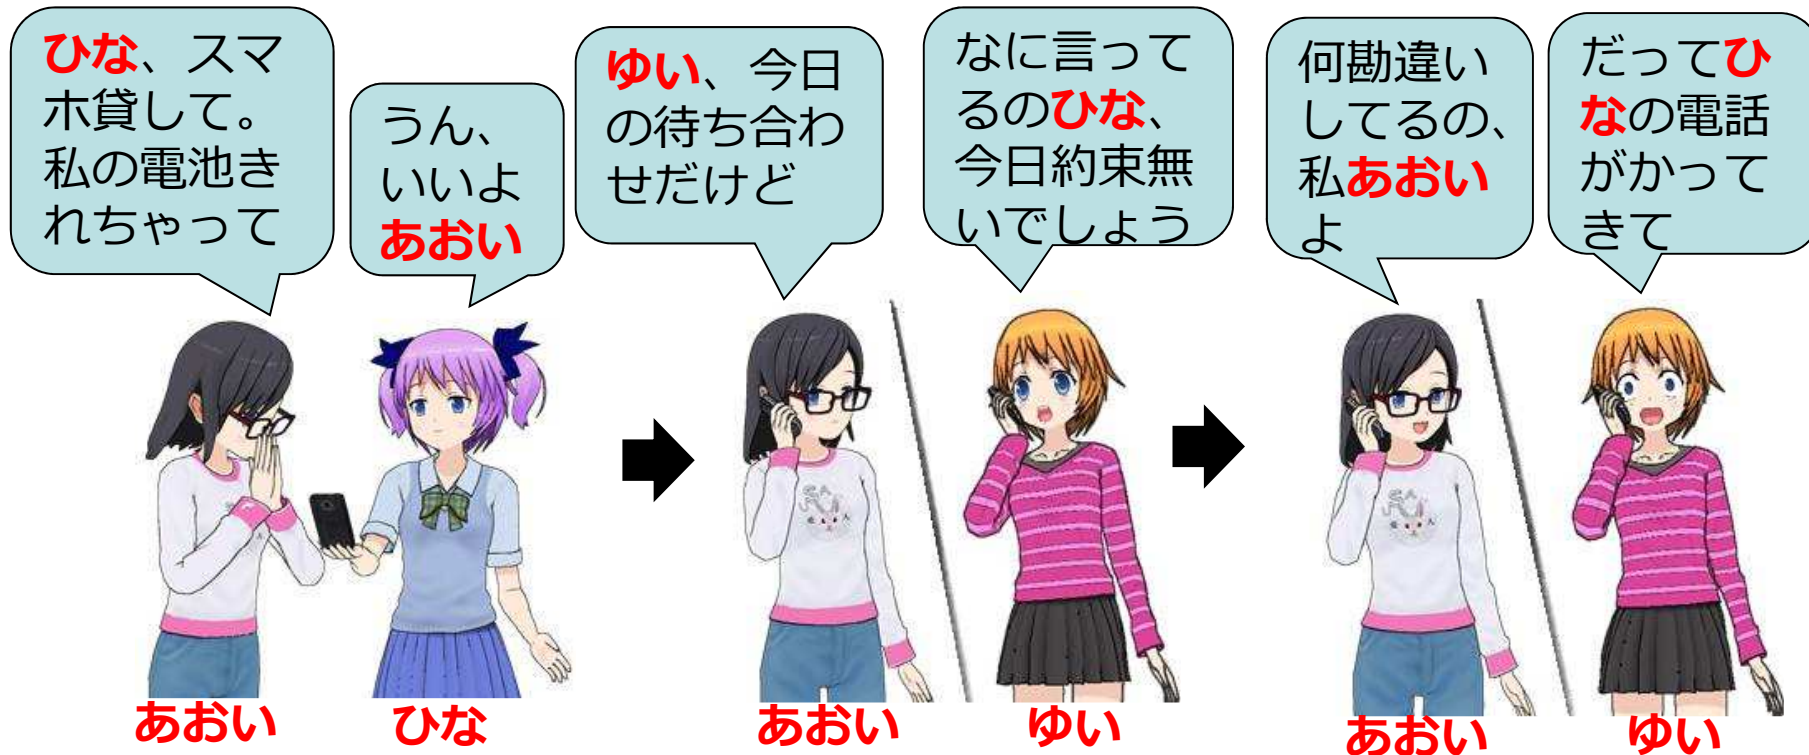 ひな、スマ
ホ貸して。
私の電池き
れちゃって
うん、
いいよ
あおい
ゆい、今日
の待ち合わ
せだけど
なに言って
るのひな、
今日約束無
いでしょう
何勘違い
してるの、
私あおい
よ
だってひ
なの電話
がかって
きて
あおい
ひな
あおい
ゆい
あおい
ゆい